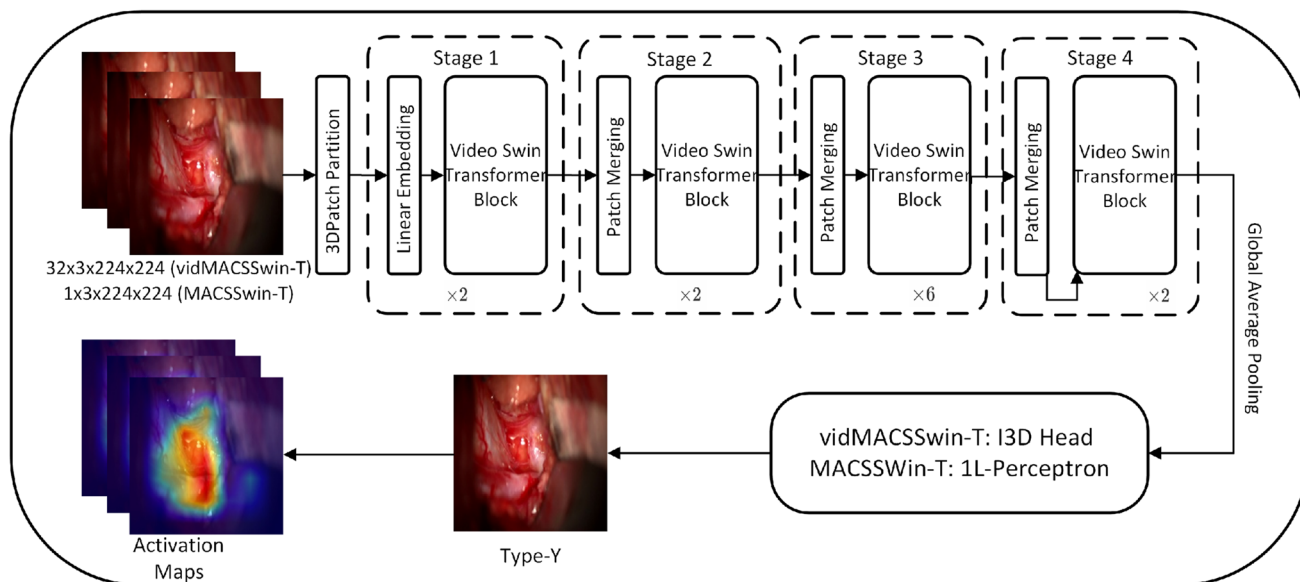 Stage 1
Stage 2
Stage 3
Stage 4
3DPatch Partition
Linear Embedding
Video Swin
Transformer
Block
Patch Merging
Video Swin
Transformer
Block
Patch Merging
Video Swin
Transformer
Block
Patch Merging
Video Swin
Transformer
Block
32x3x224x224 (vidMACSSwin-T)
1x3x224x224 (MACSSwin-T)
×2
×2
×6
×2
Global Average Pooling
vidMACSSwin-T: I3D Head
MACSSWin-T: 1L-Perceptron
Type-Y
Activation
Maps